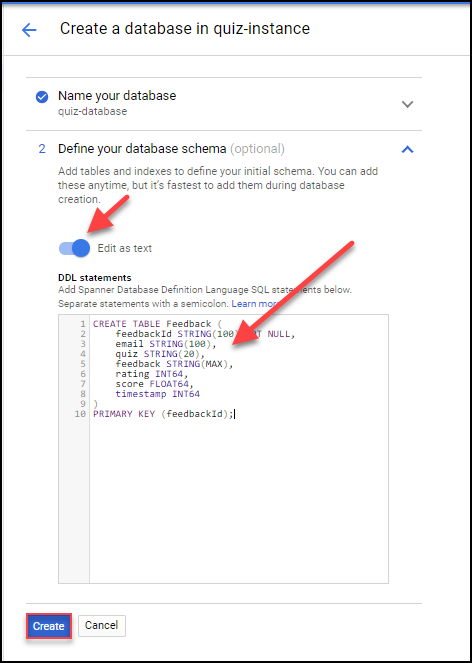 Create a database in quiz-instance
Name your database
quiz-database
2 Define your database schema (optional)
Add tables and indexes to define your initial schema. You can add
these anytime, but it's fastest to add them during database
creation.
Edit as text
DDL statements
Add Spanner Database Definition Language SQL statements below.
Separate statements with a semicolon. Learn more
1 CREATE TABLE Feedback (
2 feedbackId STRING(100) NOT NULL,
3 email STRING(100),
4 quiz STRING(20),
5 feedback STRING(MAX),
6 rating INT64,
7 score FLOAT64,
8 timestamp INT64
9 )
10 PRIMARY KEY (feedbackId);
Create Cancel